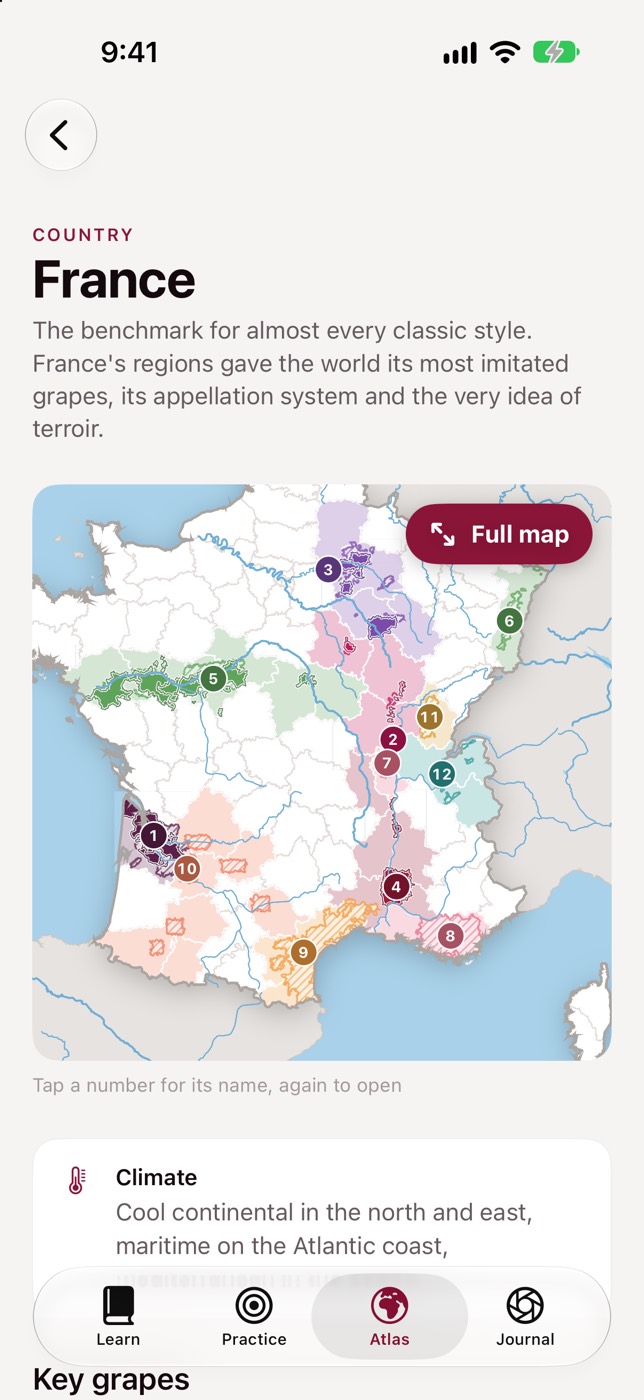 9:41
COUNTRY
France
The benchmark for almost every classic style.
France's regions gave the world its most imitated
grapes, its appellation system and the very idea of
terroir.
Full map
3
6
5
11
2
7
12
1
10
4
8
9
Tap a number for its name, again to open
Climate
Cool continental in the north and east,
maritime on the Atlantic coast,
Learn
Practice
Atlas
Journal
Key grapes